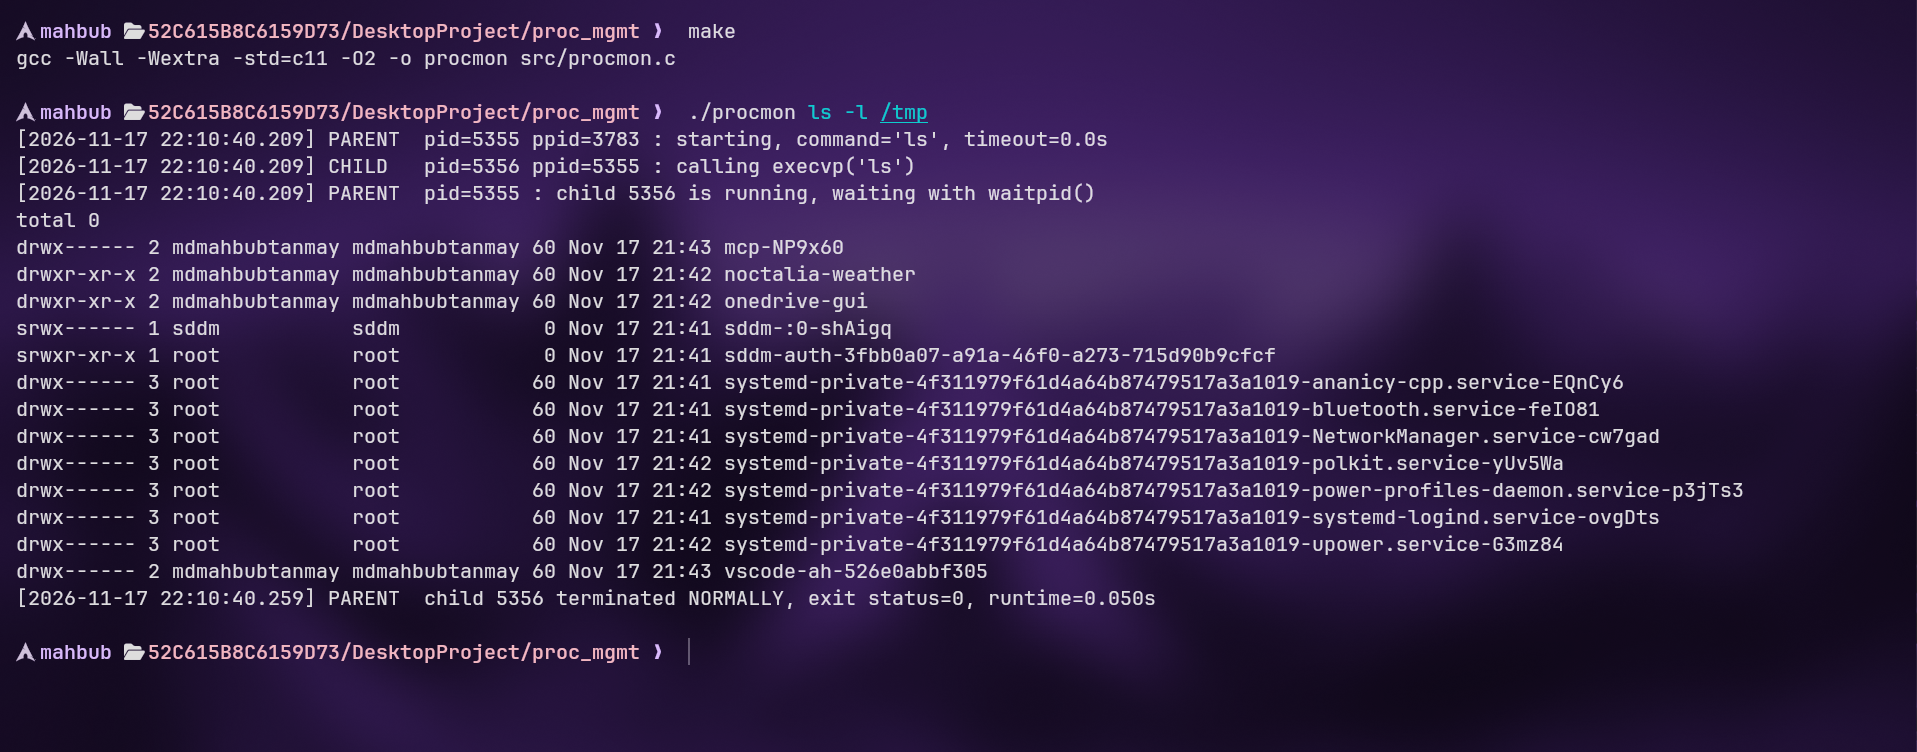 mahbub 52C615B8C6159D73/DesktopProject/proc_mgmt ❱ make
gcc -Wall -Wextra -std=c11 -O2 -o procmon src/procmon.c
mahbub 52C615B8C6159D73/DesktopProject/proc_mgmt ❱ ./procmon ls -l /tmp
[2026-11-17 22:10:40.209] PARENT  pid=5355 ppid=3783 : starting, command='ls', timeout=0.0s
[2026-11-17 22:10:40.209] CHILD   pid=5356 ppid=5355 : calling execvp('ls')
[2026-11-17 22:10:40.209] PARENT  pid=5355 : child 5356 is running, waiting with waitpid()
total 0
drwx------ 2 mdmahbubtanmay mdmahbubtanmay 60 Nov 17 21:43 mcp-NP9x60
drwxr-xr-x 2 mdmahbubtanmay mdmahbubtanmay 60 Nov 17 21:42 noctalia-weather
drwxr-xr-x 2 mdmahbubtanmay mdmahbubtanmay 60 Nov 17 21:42 onedrive-gui
srwx------ 1 sddm           sddm            0 Nov 17 21:41 sddm-:0-shAigq
srwxr-xr-x 1 root           root            0 Nov 17 21:41 sddm-auth-3fbb0a07-a91a-46f0-a273-715d90b9cfcf
drwx------ 3 root           root           60 Nov 17 21:41 systemd-private-4f311979f61d4a64b87479517a3a1019-ananicy-cpp.service-EQnCy6
drwx------ 3 root           root           60 Nov 17 21:41 systemd-private-4f311979f61d4a64b87479517a3a1019-bluetooth.service-feIO81
drwx------ 3 root           root           60 Nov 17 21:41 systemd-private-4f311979f61d4a64b87479517a3a1019-NetworkManager.service-cw7gad
drwx------ 3 root           root           60 Nov 17 21:42 systemd-private-4f311979f61d4a64b87479517a3a1019-polkit.service-yUv5Wa
drwx------ 3 root           root           60 Nov 17 21:42 systemd-private-4f311979f61d4a64b87479517a3a1019-power-profiles-daemon.service-p3jTs3
drwx------ 3 root           root           60 Nov 17 21:41 systemd-private-4f311979f61d4a64b87479517a3a1019-systemd-logind.service-ovgDts
drwx------ 3 root           root           60 Nov 17 21:42 systemd-private-4f311979f61d4a64b87479517a3a1019-upower.service-G3mz84
drwx------ 2 mdmahbubtanmay mdmahbubtanmay 60 Nov 17 21:43 vscode-ah-526e0abbf305
[2026-11-17 22:10:40.259] PARENT  child 5356 terminated NORMALLY, exit status=0, runtime=0.050s
mahbub 52C615B8C6159D73/DesktopProject/proc_mgmt ❱